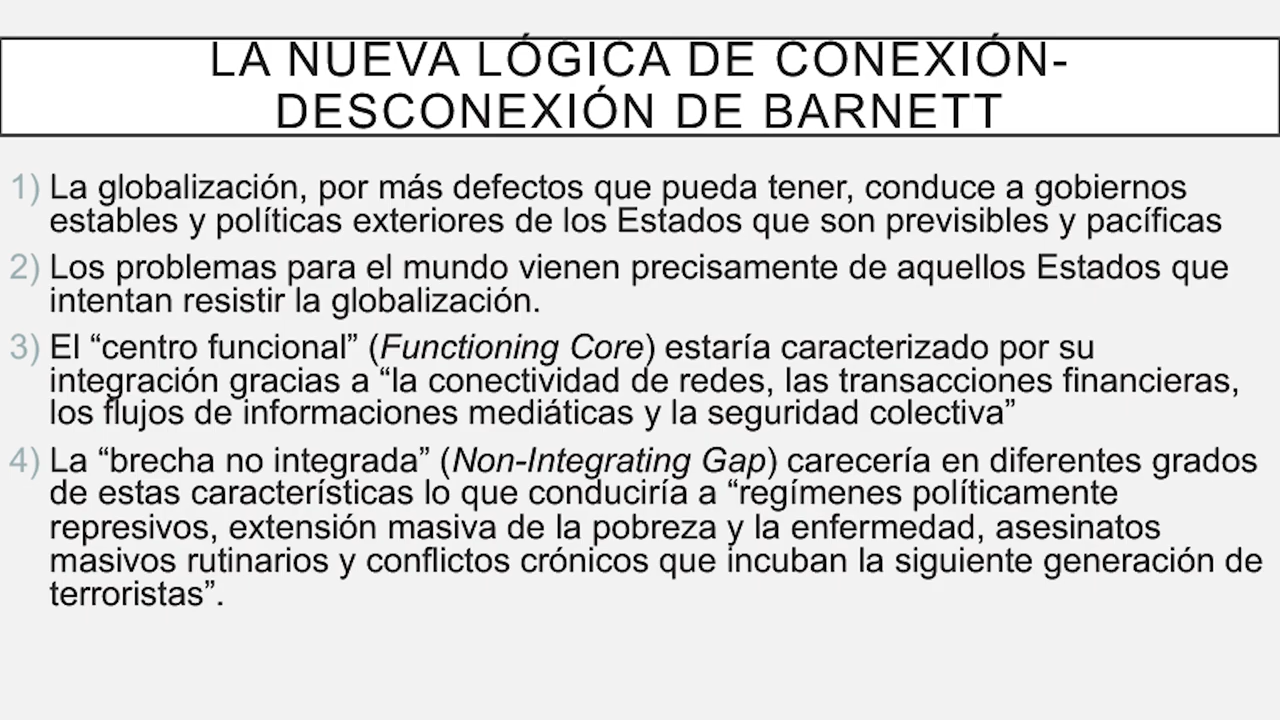 LA NUEVA LÓGICA DE CONEXIÓN-
DESCONEXIÓN DE BARNETT
1) La globalización, por más defectos que pueda tener, conduce a gobiernos
estables y políticas exteriores de los Estados que son previsibles y pacíficas
2) Los problemas para el mundo vienen precisamente de aquellos Estados que
intentan resistir la globalización.
3) El “centro funcional” (Functioning Core) estaría caracterizado por su
integración gracias a “la conectividad de redes, las transacciones financieras,
los flujos de informaciones mediáticas y la seguridad colectiva”
4) La “brecha no integrada” (Non-Integrating Gap) carecería en diferentes grados
de estas características lo que conduciría a “regímenes políticamente
represivos, extensión masiva de la pobreza y la enfermedad, asesinatos
masivos rutinarios y conflictos crónicos que incuban la siguiente generación de
terroristas”.